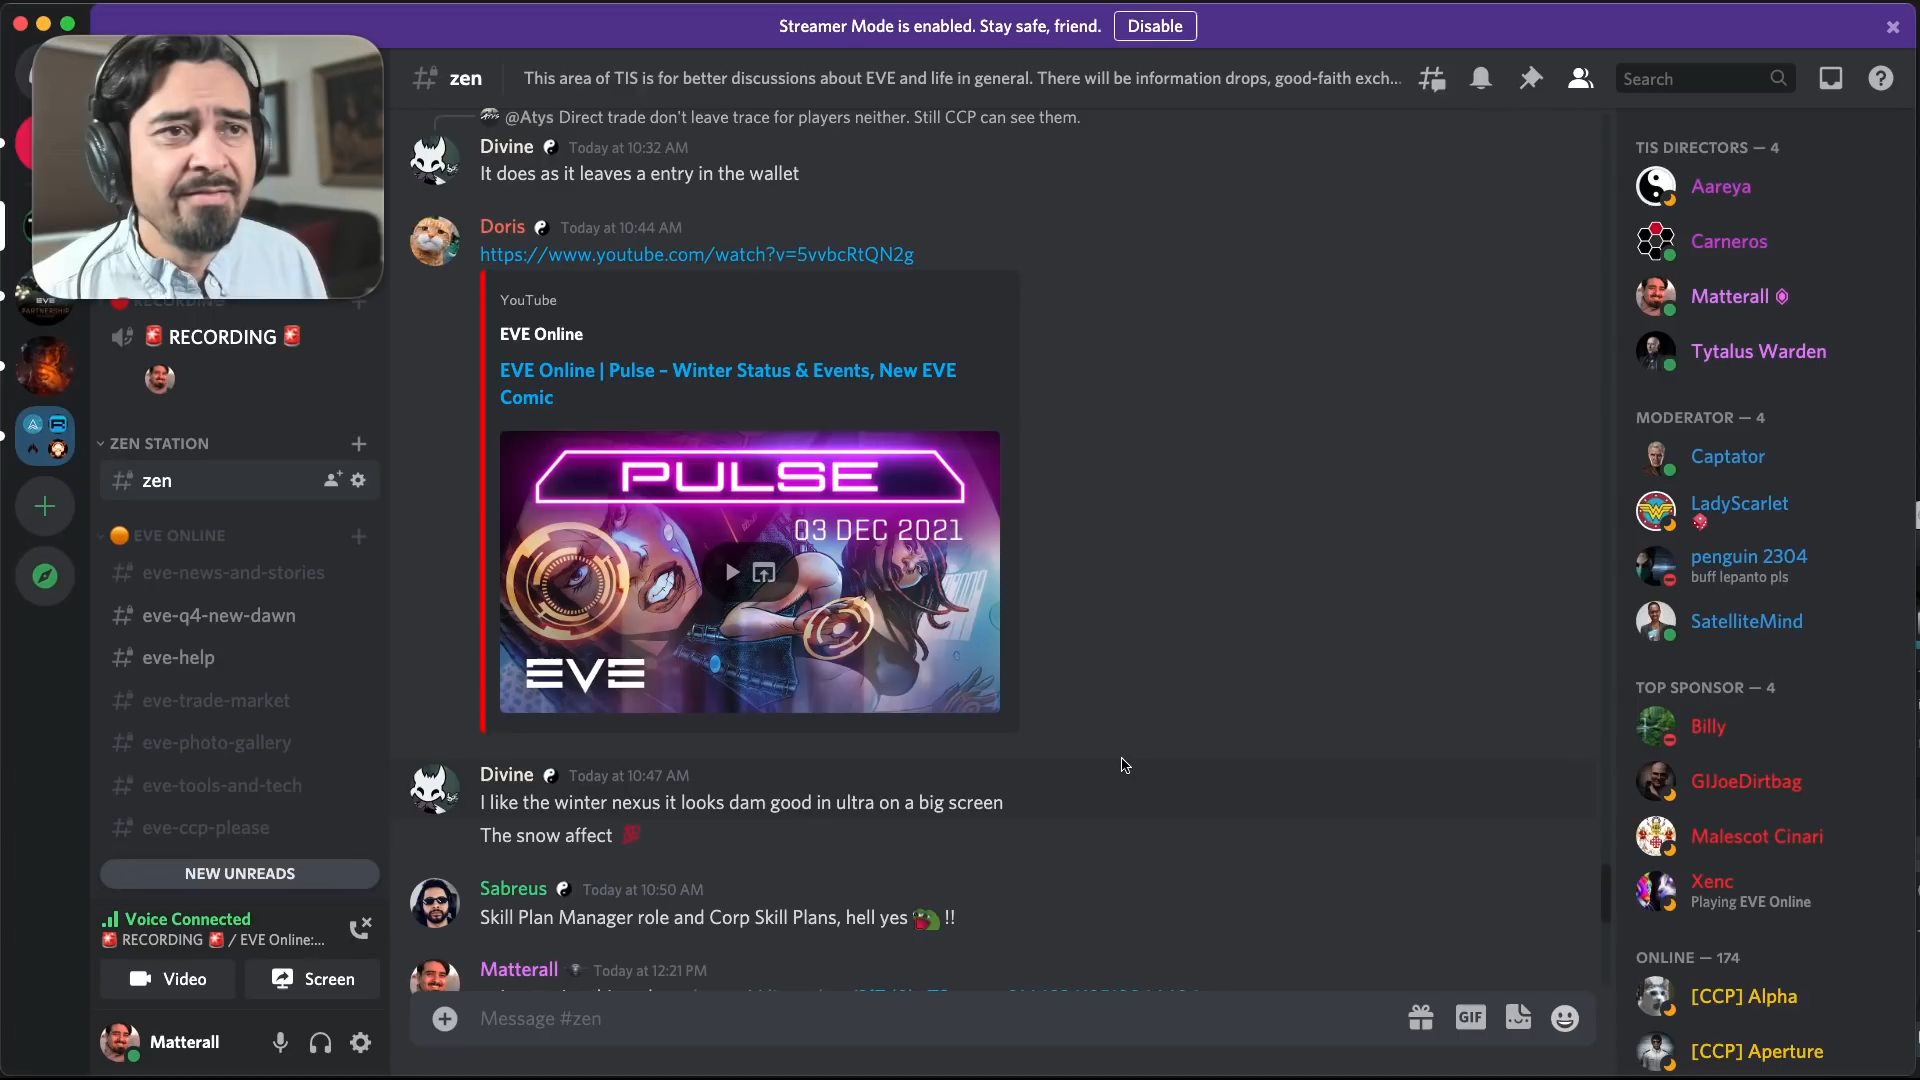 Streamer Mode is enabled. Stay safe, friend.
Disable
zen
This area of TIS is for better discussions about EVE and life in general. There will be information drops, good-faith exch...
Search
@Atys Direct trade don't leave trace for players neither. Still CCP can see them.
Divine Today at 10:32 AM
It does as it leaves a entry in the wallet
Doris Today at 10:44 AM
https://www.youtube.com/watch?v=5vvbcRtQN2g
YouTube
EVE Online
EVE Online | Pulse – Winter Status & Events, New EVE
Comic
PULSE
03 DEC 2021
EVE
Divine Today at 10:47 AM
I like the winter nexus it looks dam good in ultra on a big screen
The snow affect 💯
Sabreus Today at 10:50 AM
Skill Plan Manager role and Corp Skill Plans, hell yes !!
Matterall Today at 12:21 PM
Message #zen
GIF
EVE
PARTNERSHIP
RECORDING
🚨 RECORDING 🚨
ZEN STATION
zen
EVE ONLINE
eve-news-and-stories
eve-q4-new-dawn
eve-help
eve-trade-market
eve-photo-gallery
eve-tools-and-tech
eve-ccp-please
NEW UNREADS
Voice Connected
🚨 RECORDING 🚨 / EVE Online:...
Video
Screen
Matterall
TIS DIRECTORS — 4
Aareya
Carneros
Matterall
Tytalus Warden
MODERATOR — 4
Captator
LadyScarlet
penguin 2304
buff lepanto pls
SatelliteMind
TOP SPONSOR — 4
Billy
GIJoeDirtbag
Malescot Cinari
Xenc
Playing EVE Online
ONLINE — 174
[CCP] Alpha
[CCP] Aperture